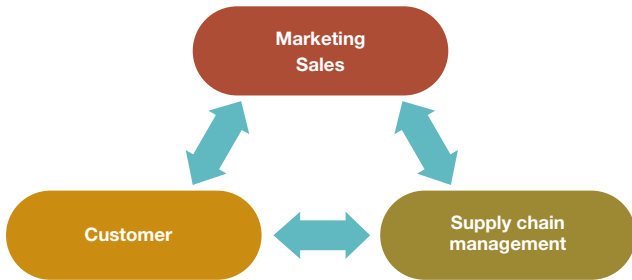 Marketing
Sales
Customer
Supply chain
management